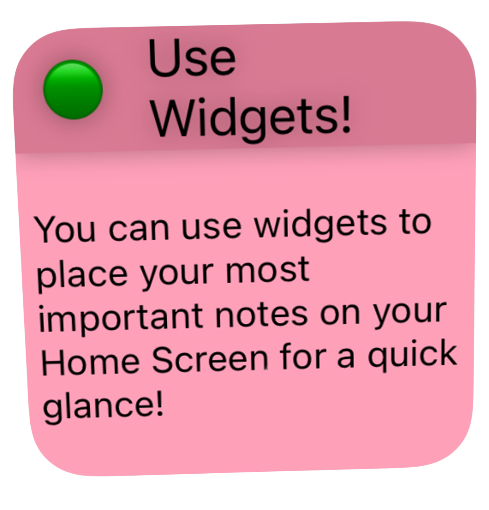 Use
Widgets!
You can use widgets to
place your most
important notes on your
Home Screen for a quick
glance!